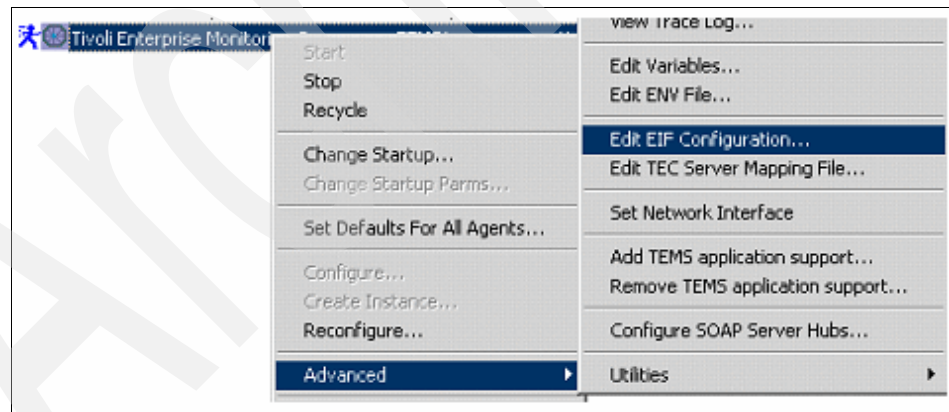 Tivoli Enterprise Monitori
Start
Stop
Recycle
Change Startup...
Change Startup Parms...
Set Defaults For All Agents...
Configure...
Create Instance...
Reconfigure...
Advanced
View Trace Log...
Edit Variables...
Edit ENV File...
Edit EIF Configuration...
Edit TEC Server Mapping File...
Set Network Interface
Add TEMS application support...
Remove TEMS application support...
Configure SOAP Server Hubs...
Utilities